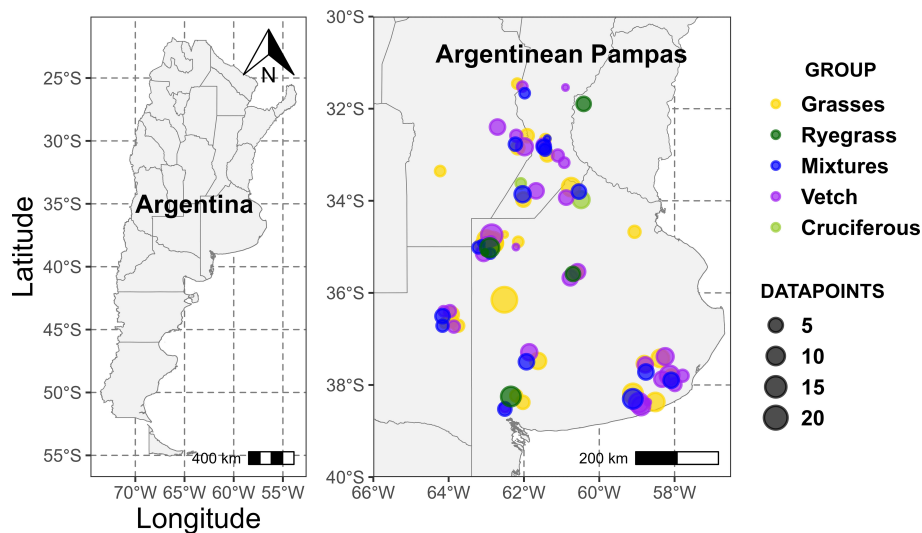 Latitude
25°S
30°S
35°S
40°S
45°S
50°S
55°S
N
Argentina
400 km
70°W 65°W 60°W 55°W
Longitude
30°S
32°S
34°S
36°S
38°S
40°S
Argentinean Pampas
200 km
66°W 64°W 62°W 60°W 58°W
GROUP
Grasses
Ryegrass
Mixtures
Vetch
Cruciferous
DATAPOINTS
5
10
15
20